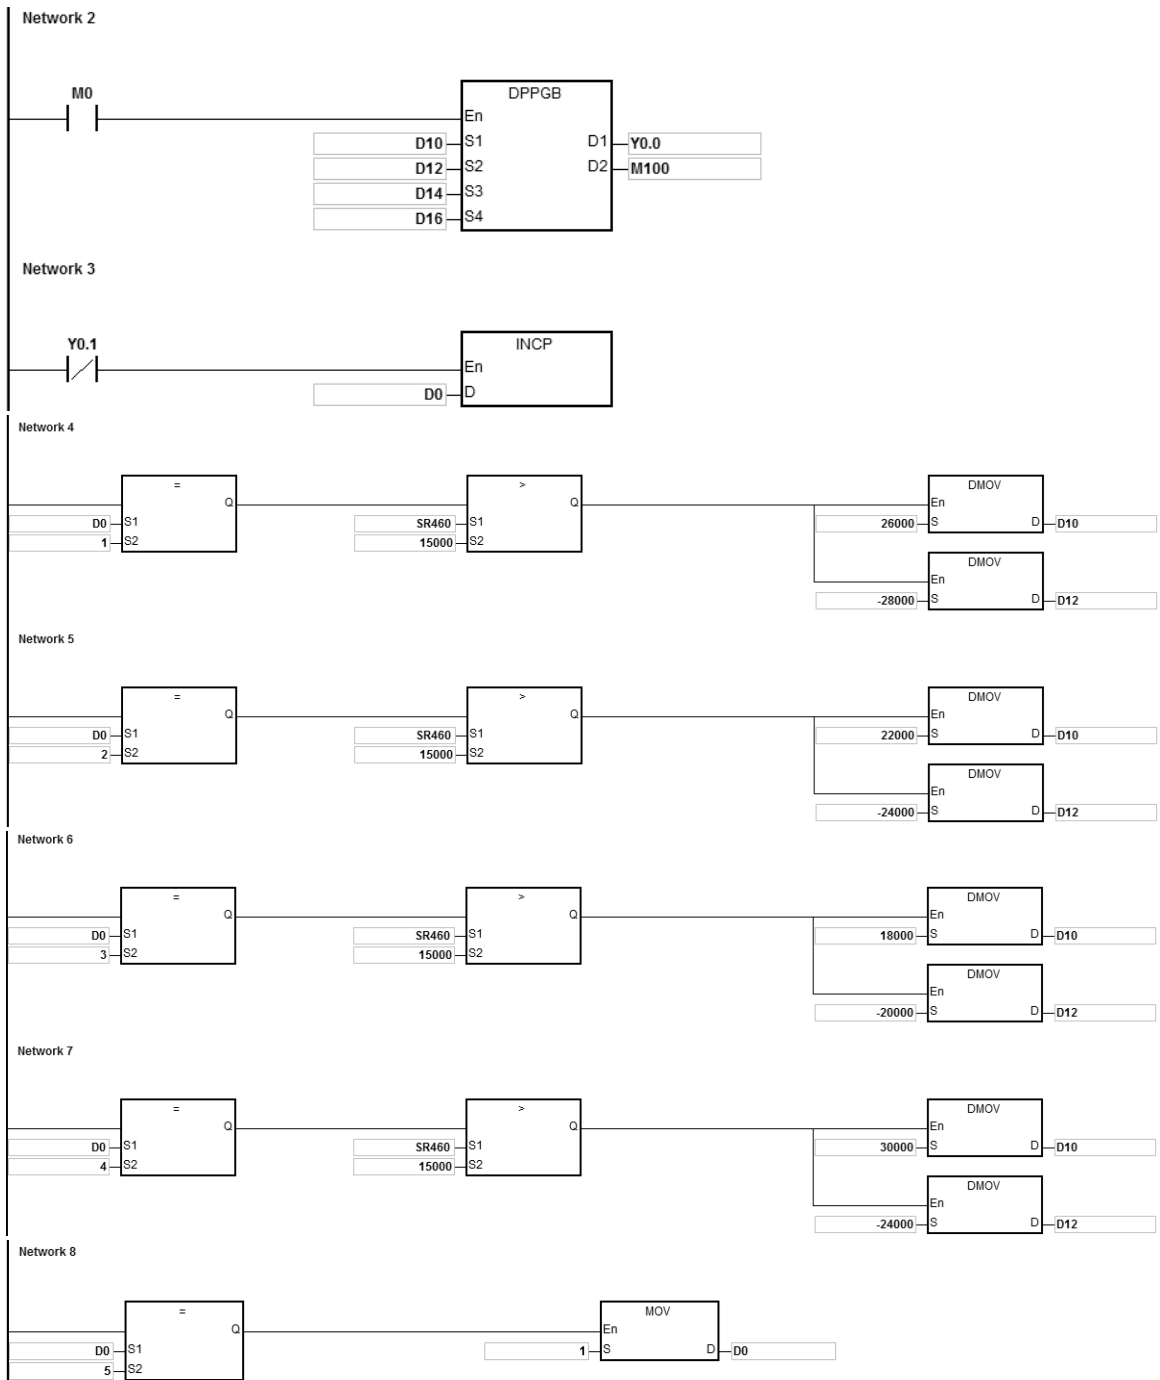 Network 2
M0
DPPGB
En
D10 S1 D1 Y0.0
D12 S2 D2 M100
D14 S3
D16 S4
Network 3
Y0.1
INCP
En
D0 D
Network 4
= > DMOV
Q Q En
D0 S1 SR460 S1 26000 S D D10
1 S2 15000 S2
DMOV
En
-28000 S D D12
Network 5
= > DMOV
Q Q En
D0 S1 SR460 S1 22000 S D D10
2 S2 15000 S2
DMOV
En
-24000 S D D12
Network 6
= > DMOV
Q Q En
D0 S1 SR460 S1 18000 S D D10
3 S2 15000 S2
DMOV
En
-20000 S D D12
Network 7
= > DMOV
Q Q En
D0 S1 SR460 S1 30000 S D D10
4 S2 15000 S2
DMOV
En
-24000 S D D12
Network 8
= MOV
Q En
D0 S1 1 S D D0
5 S2